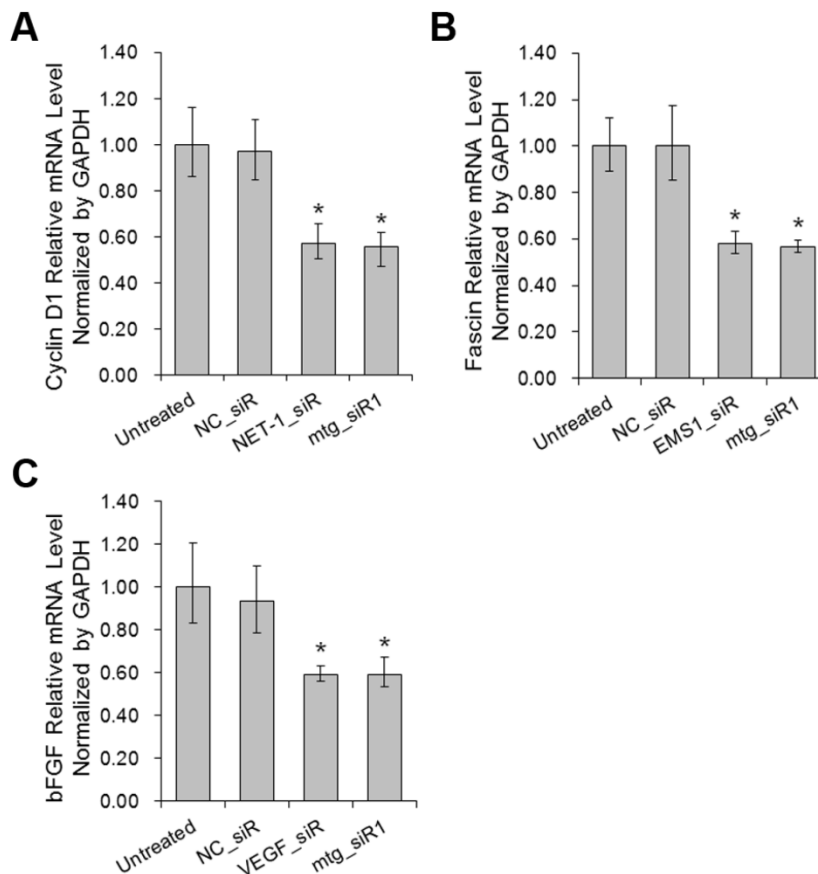 A
Cyclin D1 Relative mRNA Level
Normalized by GAPDH
1.40
1.20
1.00
0.80
0.60
0.40
0.20
0.00
*
*
Untreated
NC_siR
NET-1_siR
mtg_siR1
B
Fascin Relative mRNA Level
Normalized by GAPDH
1.40
1.20
1.00
0.80
0.60
0.40
0.20
0.00
*
*
Untreated
NC_siR
EMS1_siR
mtg_siR1
C
bFGF Relative mRNA Level
Normalized by GAPDH
1.40
1.20
1.00
0.80
0.60
0.40
0.20
0.00
*
*
Untreated
NC_siR
VEGF_siR
mtg_siR1